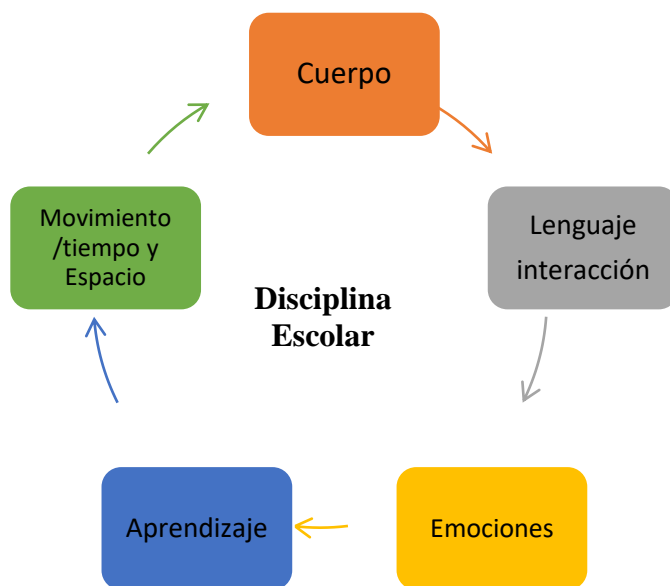 Cuerpo
Lenguaje
interacción
Emociones
Aprendizaje
Movimiento
/tiempo y
Espacio
Disciplina
Escolar